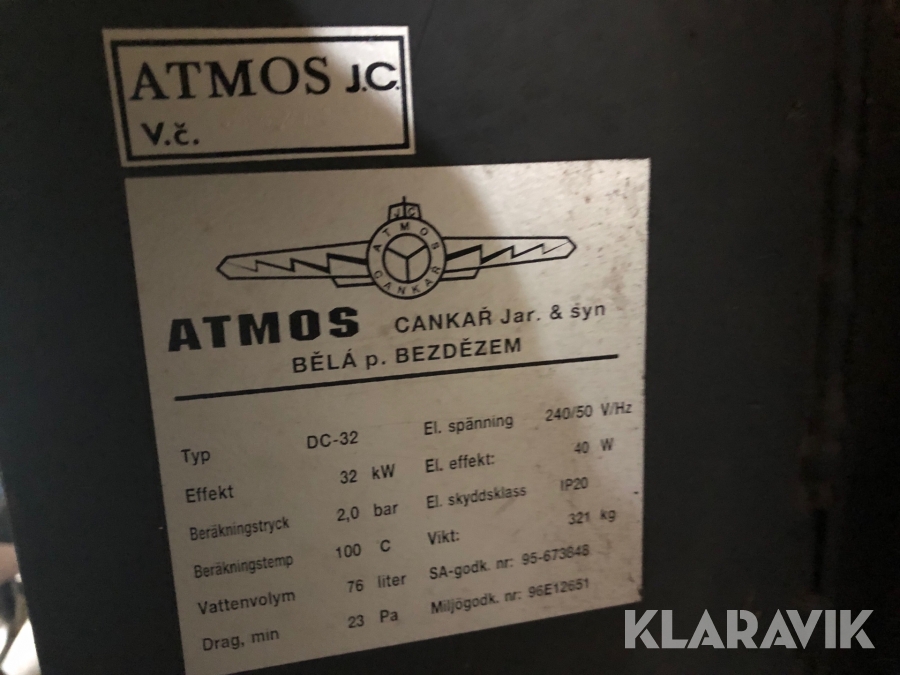 ATMOS J.C.
V.č.
J C
ATMOS
CANKAŘ
ATMOS CANKAŘ Jar. & syn
BĚLÁ p. BEZDĚZEM
Typ DC-32
Effekt 32 kW
Beräkningstryck 2,0 bar
Beräkningstemp 100 C
Vattenvolym 76 liter
Drag, min 23 Pa
El. spänning 240/50 V/Hz
El. effekt: 40 W
El. skyddsklass IP20
Vikt: 321 kg
SA-godk. nr: 95-673648
Miljögodk. nr: 96E12651
KLARAVIK